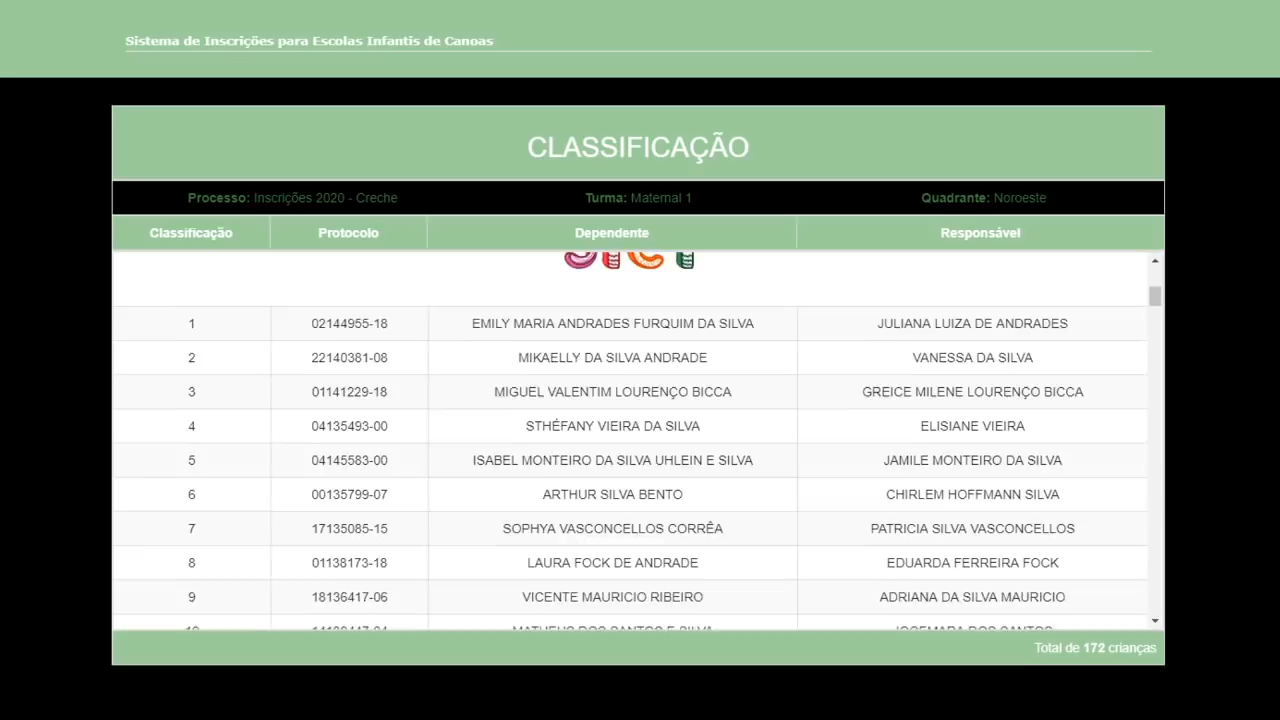 Sistema de Inscrições para Escolas Infantis de Canoas
CLASSIFICAÇÃO
Processo: Inscrições 2020 - Creche Turma: Maternal 1 Quadrante: Noroeste
Classificação Protocolo Dependente Responsável
1 02144955-18 EMILY MARIA ANDRADES FURQUIM DA SILVA JULIANA LUIZA DE ANDRADES
2 22140381-08 MIKAELLY DA SILVA ANDRADE VANESSA DA SILVA
3 01141229-18 MIGUEL VALENTIM LOURENÇO BICCA GREICE MILENE LOURENÇO BICCA
4 04135493-00 STHÉFANY VIEIRA DA SILVA ELISIANE VIEIRA
5 04145583-00 ISABEL MONTEIRO DA SILVA UHLEIN E SILVA JAMILE MONTEIRO DA SILVA
6 00135799-07 ARTHUR SILVA BENTO CHIRLEM HOFFMANN SILVA
7 17135085-15 SOPHYA VASCONCELLOS CORRÊA PATRICIA SILVA VASCONCELLOS
8 01138173-18 LAURA FOCK DE ANDRADE EDUARDA FERREIRA FOCK
9 18136417-06 VICENTE MAURICIO RIBEIRO ADRIANA DA SILVA MAURICIO
Total de 172 crianças